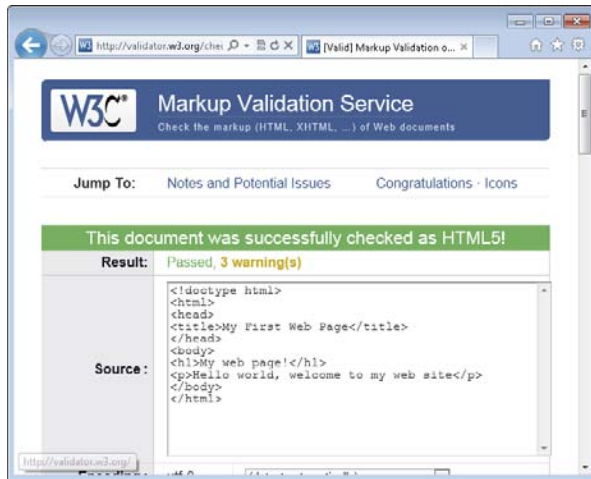 http://validator.w3.org/chec
[Valid] Markup Validation o...
W3C®
Markup Validation Service
Check the markup (HTML, XHTML, …) of Web documents
Jump To: Notes and Potential Issues Congratulations · Icons
This document was successfully checked as HTML5!
Result: Passed, 3 warning(s)
Source :
<!doctype html>
<html>
<head>
<title>My First Web Page</title>
</head>
<body>
<h1>My web page!</h1>
<p>Hello world, welcome to my web site</p>
</body>
</html>
http://validator.w3.org/